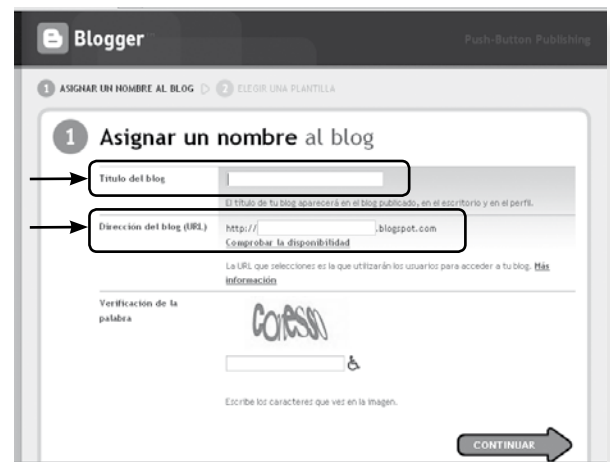 Blogger™
Push-Button Publishing
1 ASIGNAR UN NOMBRE AL BLOG 2 ELEGIR UNA PLANTILLA
1 Asignar un nombre al blog
Título del blog
El título de tu blog aparecerá en el blog publicado, en el escritorio y en el perfil.
Dirección del blog (URL) http:// .blogspot.com
Comprobar la disponibilidad
La URL que selecciones es la que utilizarán los usuarios para acceder a tu blog. Más
información
Verificación de la
palabra
Escribe los caracteres que ves en la imagen.
CONTINUAR